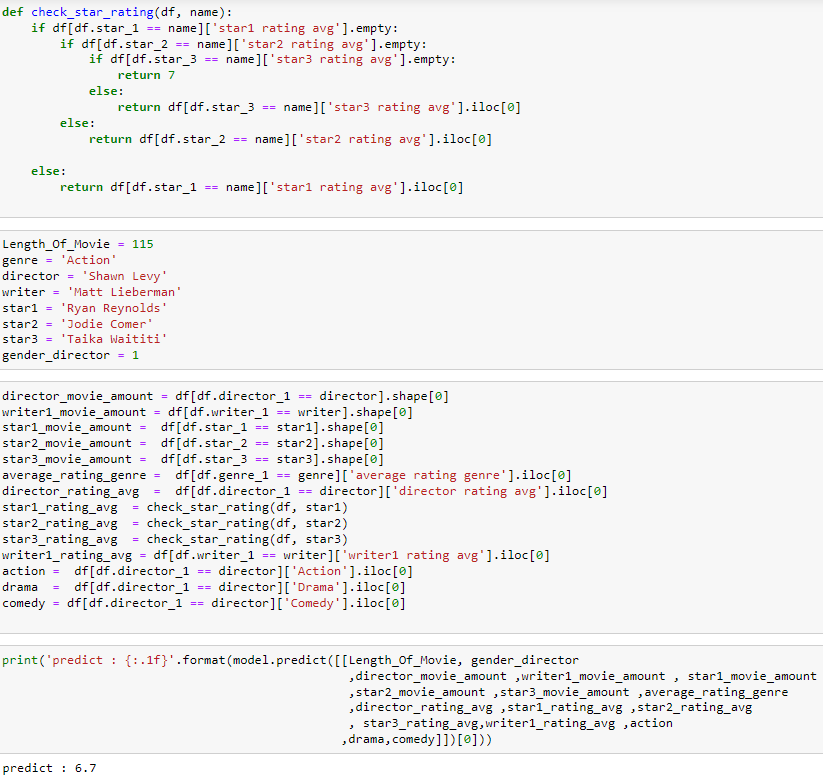 def check_star_rating(df, name):
    if df[df.star_1 == name]['star1 rating avg'].empty:
        if df[df.star_2 == name]['star2 rating avg'].empty:
            if df[df.star_3 == name]['star3 rating avg'].empty:
                return 7
            else:
                return df[df.star_3 == name]['star3 rating avg'].iloc[0]
        else:
            return df[df.star_2 == name]['star2 rating avg'].iloc[0]
    else:
        return df[df.star_1 == name]['star1 rating avg'].iloc[0]
Length_Of_Movie = 115
genre = 'Action'
director = 'Shawn Levy'
writer = 'Matt Lieberman'
star1 = 'Ryan Reynolds'
star2 = 'Jodie Comer'
star3 = 'Taika Waititi'
gender_director = 1
director_movie_amount = df[df.director_1 == director].shape[0]
writer1_movie_amount = df[df.writer_1 == writer].shape[0]
star1_movie_amount =  df[df.star_1 == star1].shape[0]
star2_movie_amount =  df[df.star_2 == star2].shape[0]
star3_movie_amount =  df[df.star_3 == star3].shape[0]
average_rating_genre =  df[df.genre_1 == genre]['average rating genre'].iloc[0]
director_rating_avg  =  df[df.director_1 == director]['director rating avg'].iloc[0]
star1_rating_avg  = check_star_rating(df, star1)
star2_rating_avg  = check_star_rating(df, star2)
star3_rating_avg  = check_star_rating(df, star3)
writer1_rating_avg = df[df.writer_1 == writer]['writer1 rating avg'].iloc[0]
action =  df[df.director_1 == director]['Action'].iloc[0]
drama  =  df[df.director_1 == director]['Drama'].iloc[0]
comedy = df[df.director_1 == director]['Comedy'].iloc[0]
print('predict : {:.1f}'.format(model.predict([[Length_Of_Movie, gender_director
,director_movie_amount ,writer1_movie_amount , star1_movie_amount
,star2_movie_amount ,star3_movie_amount ,average_rating_genre
,director_rating_avg ,star1_rating_avg ,star2_rating_avg
, star3_rating_avg,writer1_rating_avg ,action
,drama,comedy]])[0]))
predict : 6.7